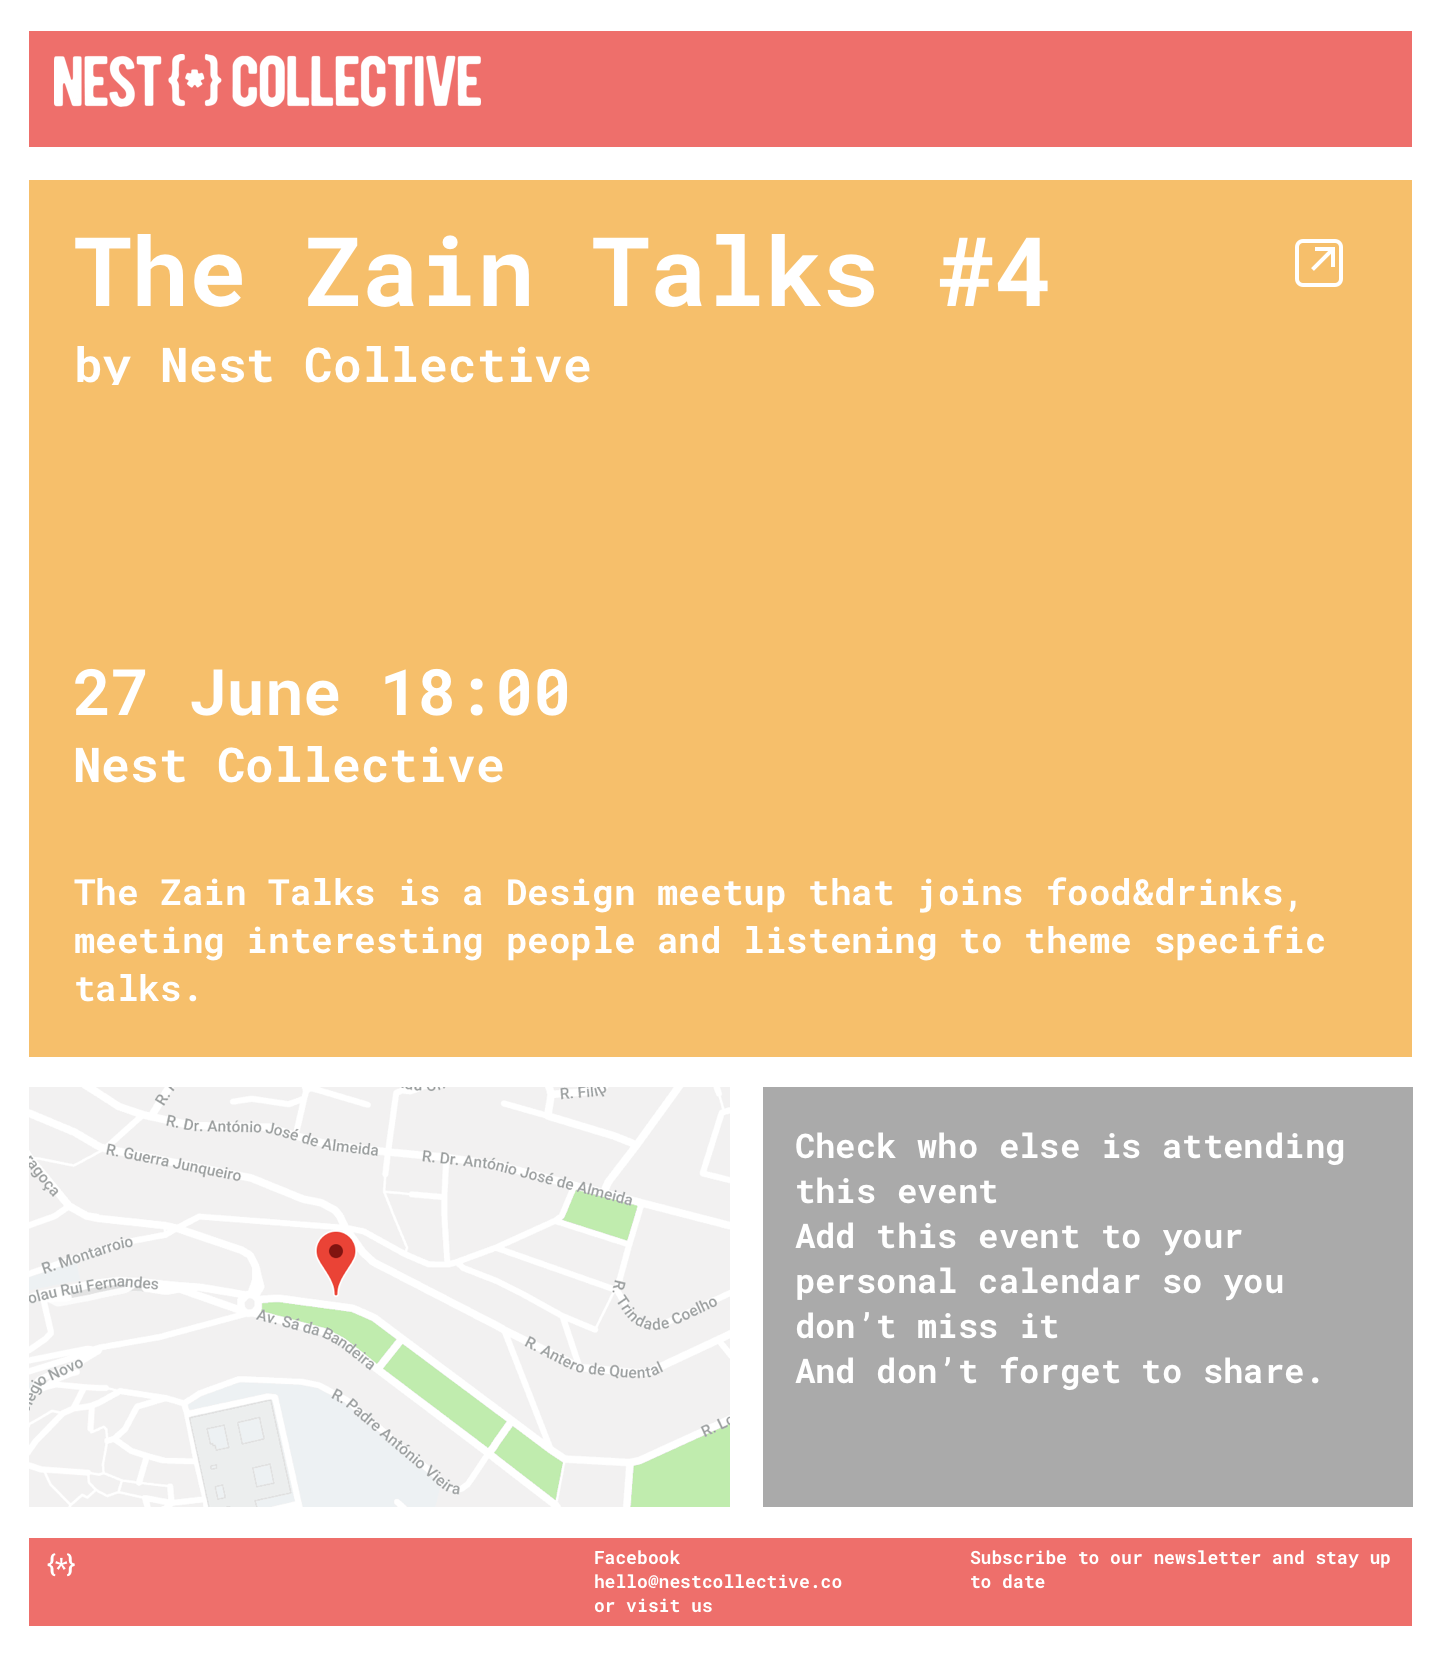 NEST {*} COLLECTIVE
The Zain Talks #4
by Nest Collective
27 June 18:00
Nest Collective
The Zain Talks is a Design meetup that joins food&drinks,
meeting interesting people and listening to theme specific
talks.
R. Filip
R. Dr. António José de Almeida
R. Dr. António José de Almeida
R. Guerra Junqueiro
R. Montarroio
Rui Fernandes
Av. Sá da Bandeira
R. Trindade Coelho
R. Antero de Quental
Novo
R. Padre António Vieira
Check who else is attending
this event
Add this event to your
personal calendar so you
don’t miss it
And don’t forget to share.
{*}
Facebook
hello@nestcollective.co
or visit us
Subscribe to our newsletter and stay up
to date